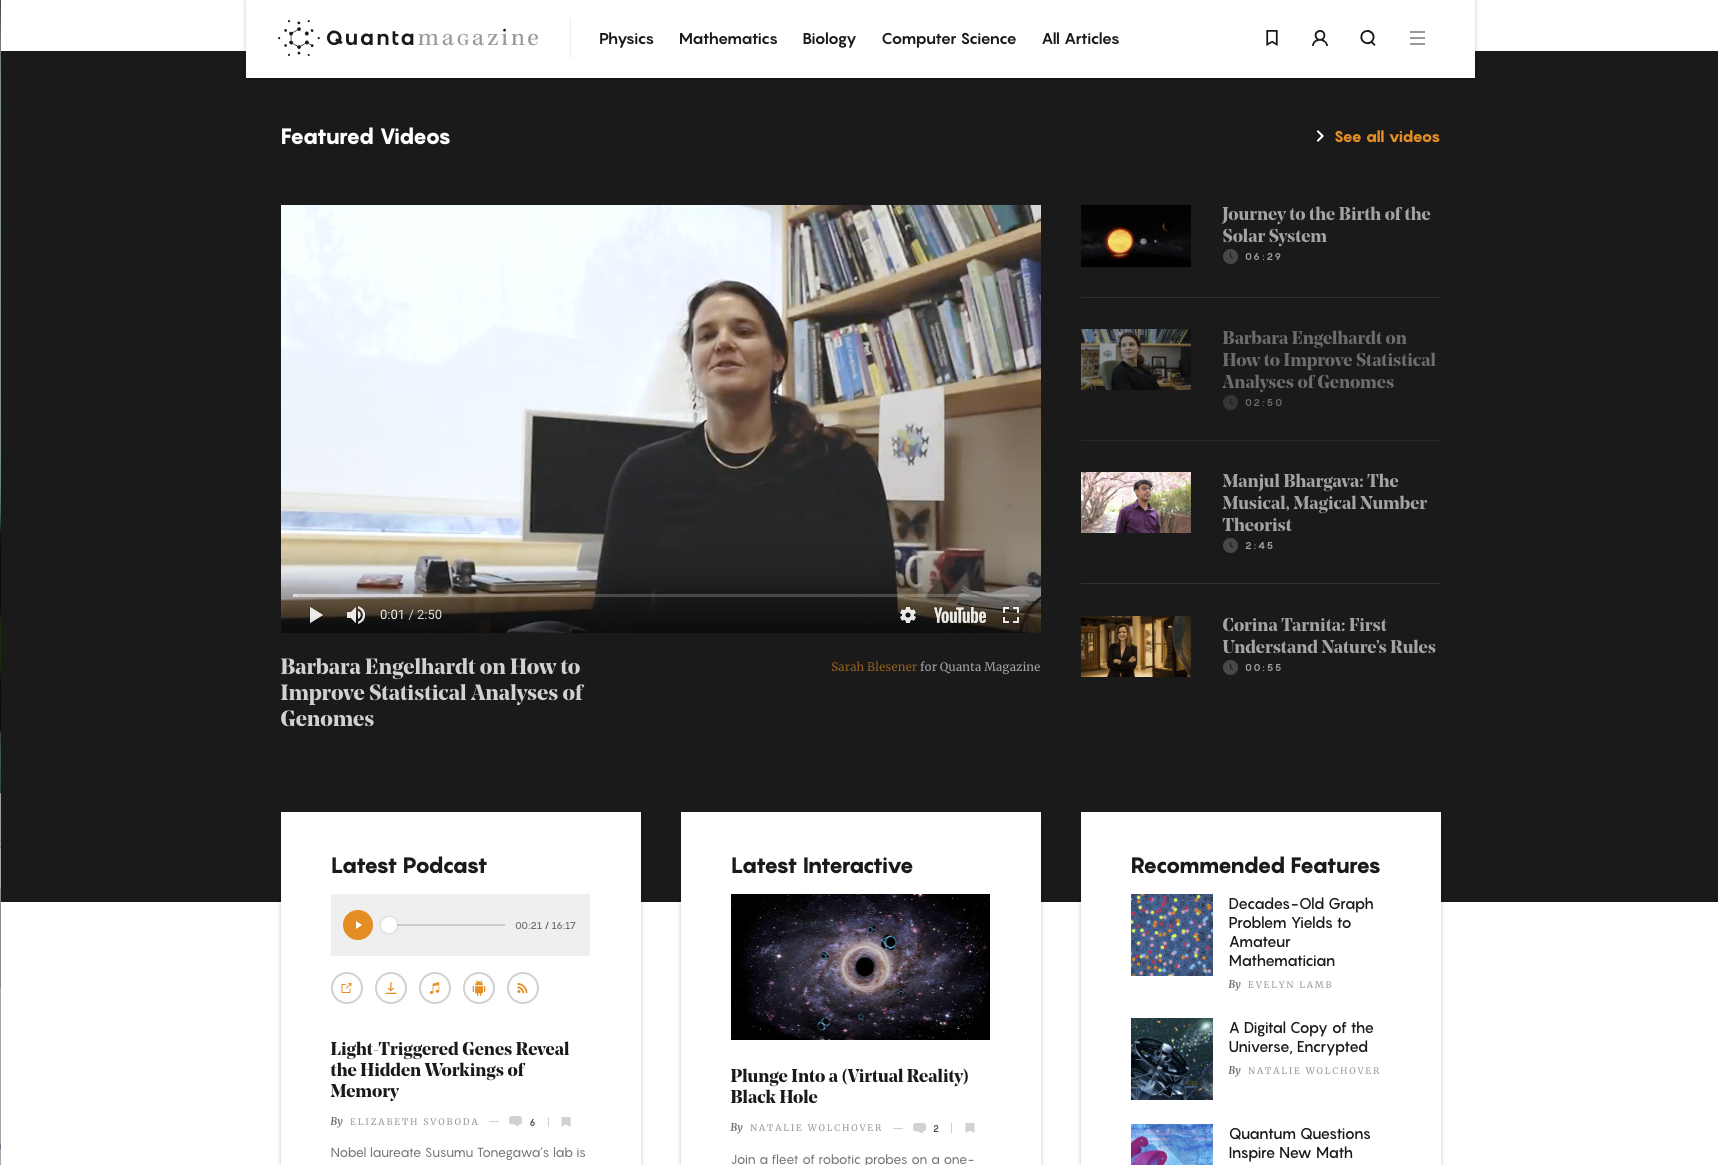 Quantamagazine
Physics
Mathematics
Biology
Computer Science
All Articles
Featured Videos
See all videos
0:01 / 2:50
YouTube
Barbara Engelhardt on How to
Improve Statistical Analyses of
Genomes
Sarah Blesener for Quanta Magazine
Journey to the Birth of the
Solar System
06:29
Barbara Engelhardt on
How to Improve Statistical
Analyses of Genomes
02:50
Manjul Bhargava: The
Musical, Magical Number
Theorist
2:45
Corina Tarnita: First
Understand Nature's Rules
00:55
Latest Podcast
00:21 / 16:17
Light-Triggered Genes Reveal
the Hidden Workings of
Memory
By ELIZABETH SVOBODA — 6 |
Nobel laureate Susumu Tonegawa's lab is
Latest Interactive
Plunge Into a (Virtual Reality)
Black Hole
By NATALIE WOLCHOVER — 2 |
Join a fleet of robotic probes on a one-
Recommended Features
Decades-Old Graph
Problem Yields to
Amateur
Mathematician
By EVELYN LAMB
A Digital Copy of the
Universe, Encrypted
By NATALIE WOLCHOVER
Quantum Questions
Inspire New Math